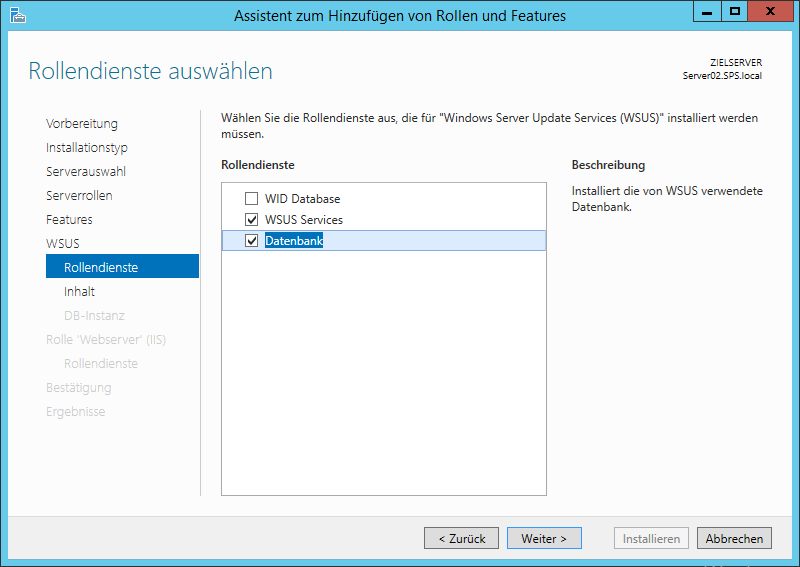 Assistent zum Hinzufügen von Rollen und Features
Rollendienste auswählen
ZIELSERVER
Server02.SPS.local
Vorbereitung
Installationstyp
Serverauswahl
Serverrollen
Features
WSUS
Rollendienste
Inhalt
DB-Instanz
Rolle 'Webserver' (IIS)
Rollendienste
Bestätigung
Ergebnisse
Wählen Sie die Rollendienste aus, die für "Windows Server Update Services (WSUS)" installiert werden
müssen.
Rollendienste
WID Database
WSUS Services
Datenbank
Beschreibung
Installiert die von WSUS verwendete
Datenbank.
< Zurück
Weiter >
Installieren
Abbrechen